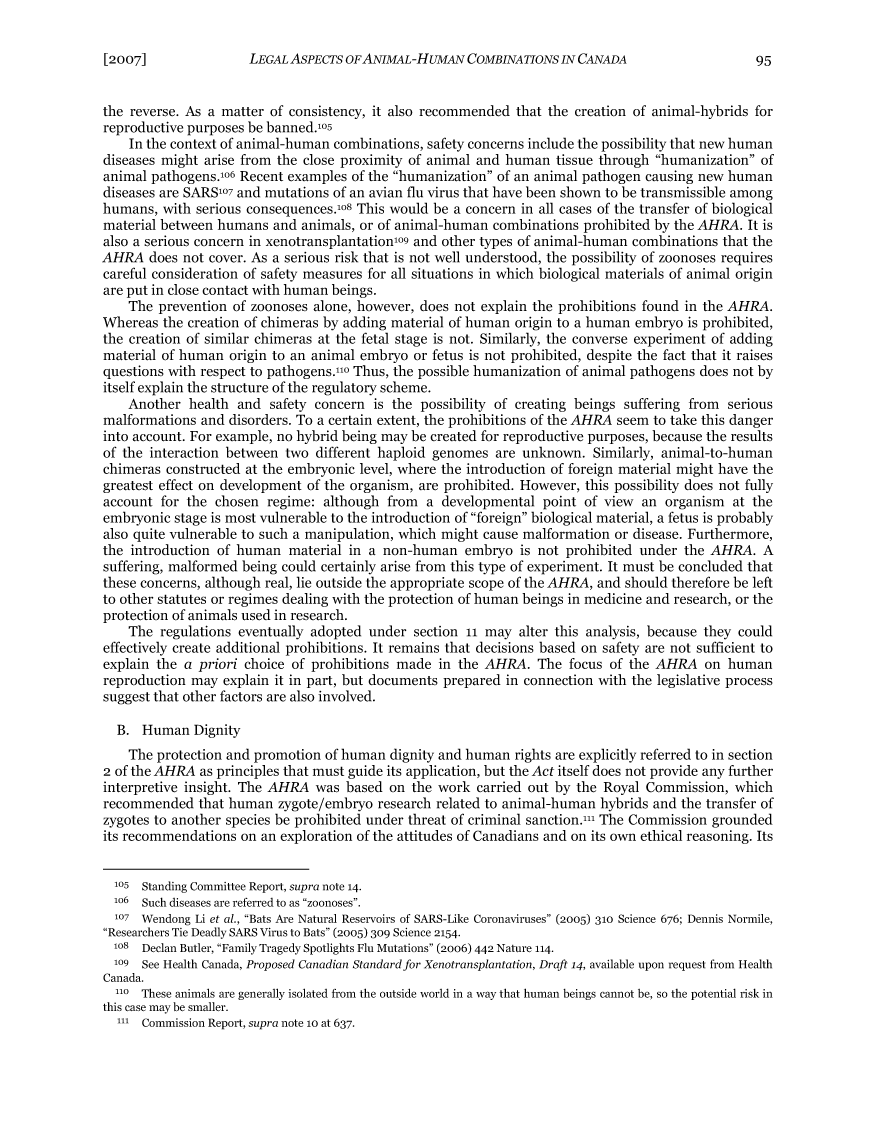 [2007] LEGAL ASPECTS OF ANIMAL-HUMAN COMBINATIONS IN CANADA 95
the reverse. As a matter of consistency, it also recommended that the creation of animal-hybrids for
reproductive purposes be banned.105
In the context of animal-human combinations, safety concerns include the possibility that new human
diseases might arise from the close proximity of animal and human tissue through “humanization” of
animal pathogens.106 Recent examples of the “humanization” of an animal pathogen causing new human
diseases are SARS107 and mutations of an avian flu virus that have been shown to be transmissible among
humans, with serious consequences.108 This would be a concern in all cases of the transfer of biological
material between humans and animals, or of animal-human combinations prohibited by the AHRA. It is
also a serious concern in xenotransplantation109 and other types of animal-human combinations that the
AHRA does not cover. As a serious risk that is not well understood, the possibility of zoonoses requires
careful consideration of safety measures for all situations in which biological materials of animal origin
are put in close contact with human beings.
The prevention of zoonoses alone, however, does not explain the prohibitions found in the AHRA.
Whereas the creation of chimeras by adding material of human origin to a human embryo is prohibited,
the creation of similar chimeras at the fetal stage is not. Similarly, the converse experiment of adding
material of human origin to an animal embryo or fetus is not prohibited, despite the fact that it raises
questions with respect to pathogens.110 Thus, the possible humanization of animal pathogens does not by
itself explain the structure of the regulatory scheme.
Another health and safety concern is the possibility of creating beings suffering from serious
malformations and disorders. To a certain extent, the prohibitions of the AHRA seem to take this danger
into account. For example, no hybrid being may be created for reproductive purposes, because the results
of the interaction between two different haploid genomes are unknown. Similarly, animal-to-human
chimeras constructed at the embryonic level, where the introduction of foreign material might have the
greatest effect on development of the organism, are prohibited. However, this possibility does not fully
account for the chosen regime: although from a developmental point of view an organism at the
embryonic stage is most vulnerable to the introduction of “foreign” biological material, a fetus is probably
also quite vulnerable to such a manipulation, which might cause malformation or disease. Furthermore,
the introduction of human material in a non-human embryo is not prohibited under the AHRA. A
suffering, malformed being could certainly arise from this type of experiment. It must be concluded that
these concerns, although real, lie outside the appropriate scope of the AHRA, and should therefore be left
to other statutes or regimes dealing with the protection of human beings in medicine and research, or the
protection of animals used in research.
The regulations eventually adopted under section 11 may alter this analysis, because they could
effectively create additional prohibitions. It remains that decisions based on safety are not sufficient to
explain the a priori choice of prohibitions made in the AHRA. The focus of the AHRA on human
reproduction may explain it in part, but documents prepared in connection with the legislative process
suggest that other factors are also involved.
B. Human Dignity
The protection and promotion of human dignity and human rights are explicitly referred to in section
2 of the AHRA as principles that must guide its application, but the Act itself does not provide any further
interpretive insight. The AHRA was based on the work carried out by the Royal Commission, which
recommended that human zygote/embryo research related to animal-human hybrids and the transfer of
zygotes to another species be prohibited under threat of criminal sanction.111 The Commission grounded
its recommendations on an exploration of the attitudes of Canadians and on its own ethical reasoning. Its
105 Standing Committee Report, supra note 14.
106 Such diseases are referred to as “zoonoses”.
107 Wendong Li et al., “Bats Are Natural Reservoirs of SARS-Like Coronaviruses” (2005) 310 Science 676; Dennis Normile,
“Researchers Tie Deadly SARS Virus to Bats” (2005) 309 Science 2154.
108 Declan Butler, “Family Tragedy Spotlights Flu Mutations” (2006) 442 Nature 114.
109 See Health Canada, Proposed Canadian Standard for Xenotransplantation, Draft 14, available upon request from Health
Canada.
110 These animals are generally isolated from the outside world in a way that human beings cannot be, so the potential risk in
this case may be smaller.
111 Commission Report, supra note 10 at 637.